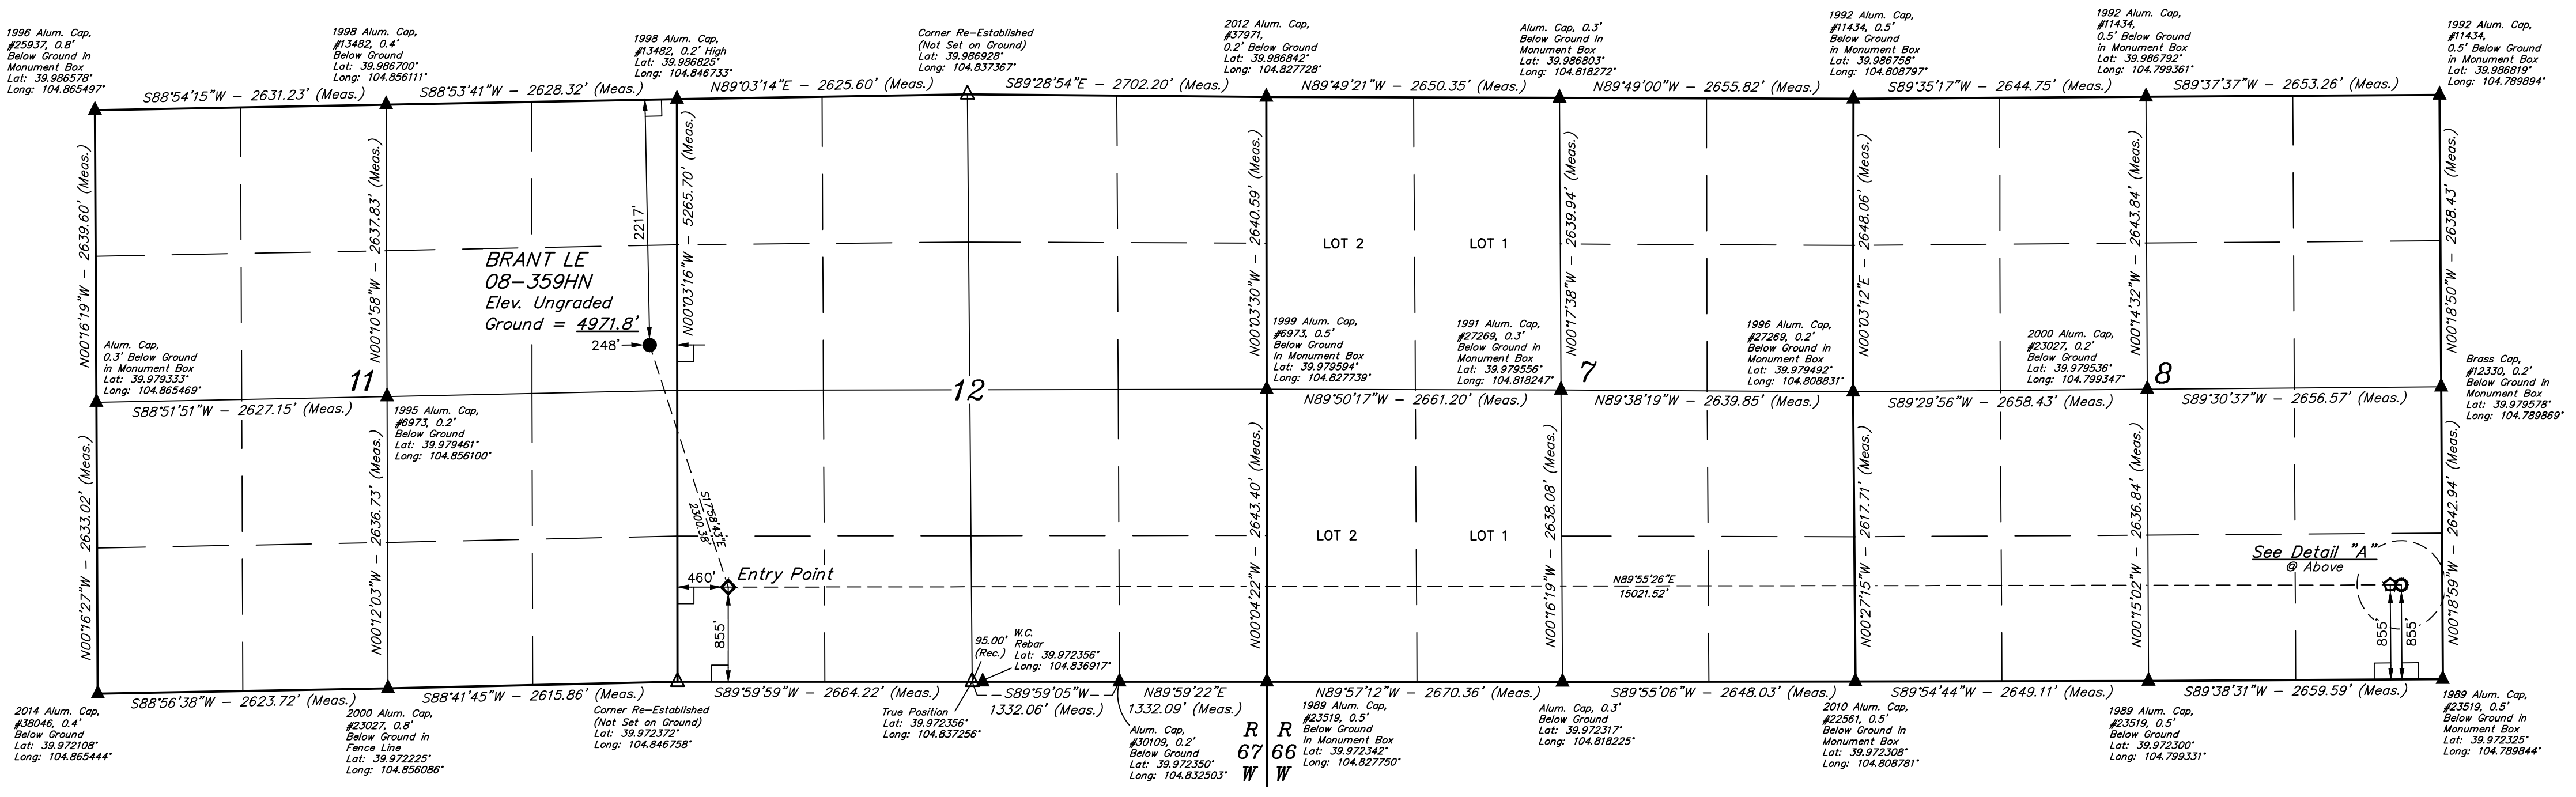 1996 Alum. Cap,
#25937, 0.8'
Below Ground in
Monument Box
Lat: 39.986578°
Long: 104.865497°
1998 Alum. Cap,
#13482, 0.4'
Below Ground
Lat: 39.986700°
Long: 104.856111°
1998 Alum. Cap,
#13482, 0.2' High
Lat: 39.986825°
Long: 104.846733°
Corner Re-Established
(Not Set on Ground)
Lat: 39.986928°
Long: 104.837367°
2012 Alum. Cap,
#37971,
0.2' Below Ground
Lat: 39.986842°
Long: 104.827728°
Alum. Cap, 0.3'
Below Ground In
Monument Box
Lat: 39.986803°
Long: 104.818272°
1992 Alum. Cap,
#11434, 0.5'
Below Ground
in Monument Box
Lat: 39.986758°
Long: 104.808797°
1992 Alum. Cap,
#11434,
0.5' Below Ground
in Monument Box
Lat: 39.986792°
Long: 104.799361°
1992 Alum. Cap,
#11434,
0.5' Below Ground
in Monument Box
Lat: 39.986819°
Long: 104.789894°
S88°54'15"W - 2631.23' (Meas.)
S88°53'41"W - 2628.32' (Meas.)
N89°03'14"E - 2625.60' (Meas.)
S89°28'54"E - 2702.20' (Meas.)
N89°49'21"W - 2650.35' (Meas.)
N89°49'00"W - 2655.82' (Meas.)
S89°35'17"W - 2644.75' (Meas.)
S89°37'37"W - 2653.26' (Meas.)
N00°16'19"W - 2639.60' (Meas.)
N00°10'58"W - 2637.83' (Meas.)
2217'
N00°03'16"W - 5265.70' (Meas.)
N00°03'30"W - 2640.59' (Meas.)
N00°17'38"W - 2639.94' (Meas.)
N00°03'12"E - 2648.06' (Meas.)
N00°14'32"W - 2643.84' (Meas.)
N00°18'50"W - 2638.43' (Meas.)
LOT 2
LOT 1
BRANT LE
08-359HN
Elev. Ungraded
Ground = 4971.8'
248'
Alum. Cap,
0.3' Below Ground
in Monument Box
Lat: 39.979333°
Long: 104.865469°
11
12
1999 Alum. Cap,
#6973, 0.5'
Below Ground
In Monument Box
Lat: 39.979594°
Long: 104.827739°
1991 Alum. Cap,
#27269, 0.3'
Below Ground in
Monument Box
Lat: 39.979556°
Long: 104.818247°
7
1996 Alum. Cap,
#27269, 0.2'
Below Ground in
Monument Box
Lat: 39.979492°
Long: 104.808831°
2000 Alum. Cap,
#23027, 0.2'
Below Ground
Lat: 39.979536°
Long: 104.799347°
8
Brass Cap,
#12330, 0.2'
Below Ground in
Monument Box
Lat: 39.979578°
Long: 104.789869°
S88°51'51"W - 2627.15' (Meas.)
1995 Alum. Cap,
#6973, 0.2'
Below Ground
Lat: 39.979461°
Long: 104.856100°
N89°50'17"W - 2661.20' (Meas.)
N89°38'19"W - 2639.85' (Meas.)
S89°29'56"W - 2658.43' (Meas.)
S89°30'37"W - 2656.57' (Meas.)
N00°16'27"W - 2633.02' (Meas.)
N00°12'03"W - 2636.73' (Meas.)
S17°58'43"E
2300.38'
N00°04'22"W - 2643.40' (Meas.)
N00°16'19"W - 2638.08' (Meas.)
N00°27'15"W - 2617.71' (Meas.)
N00°15'02"W - 2636.84' (Meas.)
N00°18'59"W - 2642.94' (Meas.)
LOT 2
LOT 1
See Detail "A"
@ Above
460'
Entry Point
N89°55'26"E
15021.52'
855'
855'
855'
95.00'
(Rec.)
W.C.
Rebar
Lat: 39.972356°
Long: 104.836917°
S88°56'38"W - 2623.72' (Meas.)
S88°41'45"W - 2615.86' (Meas.)
S89°59'59"W - 2664.22' (Meas.)
S89°59'05"W
1332.06' (Meas.)
N89°59'22"E
1332.09' (Meas.)
N89°57'12"W - 2670.36' (Meas.)
S89°55'06"W - 2648.03' (Meas.)
S89°54'44"W - 2649.11' (Meas.)
S89°38'31"W - 2659.59' (Meas.)
2014 Alum. Cap,
#38046, 0.4'
Below Ground
Lat: 39.972108°
Long: 104.865444°
2000 Alum. Cap,
#23027, 0.8'
Below Ground in
Fence Line
Lat: 39.972225°
Long: 104.856086°
Corner Re-Established
(Not Set on Ground)
Lat: 39.972372°
Long: 104.846758°
True Position
Lat: 39.972356°
Long: 104.837256°
Alum. Cap,
#30109, 0.2'
Below Ground
Lat: 39.972350°
Long: 104.832503°
R R
67 66
W W
1989 Alum. Cap,
#23519, 0.5'
Below Ground
In Monument Box
Lat: 39.972342°
Long: 104.827750°
Alum. Cap, 0.3'
Below Ground
Lat: 39.972317°
Long: 104.818225°
2010 Alum. Cap,
#22561, 0.5'
Below Ground in
Monument Box
Lat: 39.972308°
Long: 104.808781°
1989 Alum. Cap,
#23519, 0.5'
Below Ground
Lat: 39.972300°
Long: 104.799331°
1989 Alum. Cap,
#23519, 0.5'
Below Ground in
Monument Box
Lat: 39.972325°
Long: 104.789844°